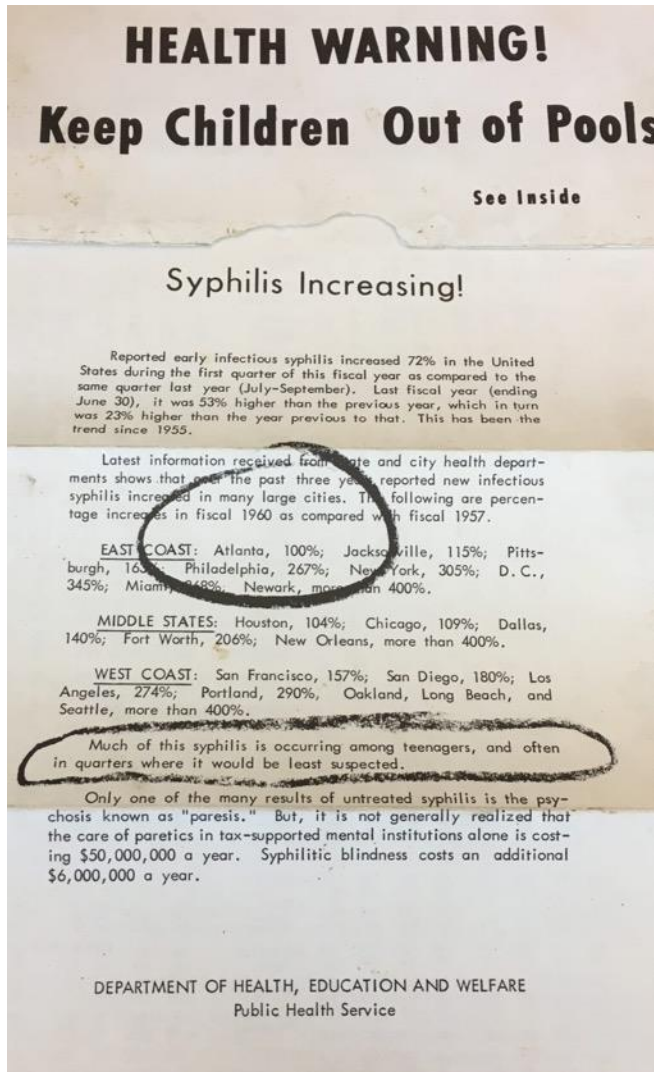 HEALTH WARNING!
Keep Children Out of Pools
See Inside
Syphilis Increasing!
Reported early infectious syphilis increased 72% in the United
States during the first quarter of this fiscal year as compared to the
same quarter last year (July-September). Last fiscal year (ending
June 30), it was 53% higher than the previous year, which in turn
was 23% higher than the year previous to that. This has been the
trend since 1955.
Latest information received from state and city health depart-
ments shows that over the past three years reported new infectious
syphilis increased in many large cities. The following are percen-
tage increases in fiscal 1960 as compared with fiscal 1957.
EAST COAST: Atlanta, 100%; Jacksonville, 115%; Pitts-
burgh, Philadelphia, 267%; New York, 305%; D.C.,
345%; Miami, Newark, more than 400%.
MIDDLE STATES: Houston, 104%; Chicago, 109%; Dallas,
140%; Fort Worth, 206%; New Orleans, more than 400%.
WEST COAST: San Francisco, 157%; San Diego, 180%; Los
Angeles, 274%; Portland, 290%, Oakland, Long Beach, and
Seattle, more than 400%.
Much of this syphilis is occurring among teenagers, and often
in quarters where it would be least suspected.
Only one of the many results of untreated syphilis is the psy-
chosis known as "paresis." But, it is not generally realized that
the care of paretics in tax-supported mental institutions alone is cost-
ing $50,000,000 a year. Syphilitic blindness costs an additional
$6,000,000 a year.
DEPARTMENT OF HEALTH, EDUCATION AND WELFARE
Public Health Service